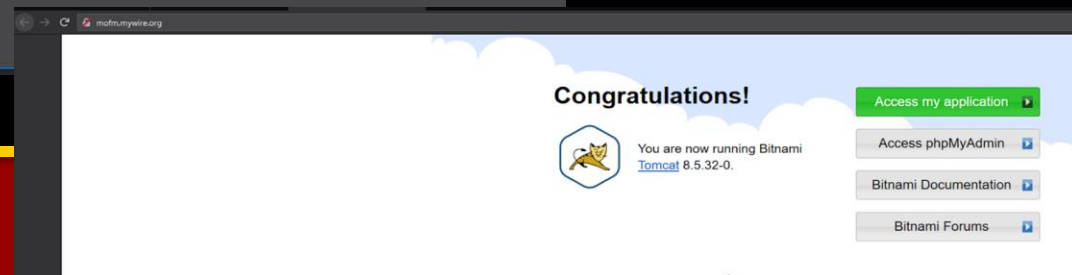 mofm.mywire.org
Congratulations!
You are now running Bitnami
Tomcat 8.5.32-0.
Access my application
Access phpMyAdmin
Bitnami Documentation
Bitnami Forums